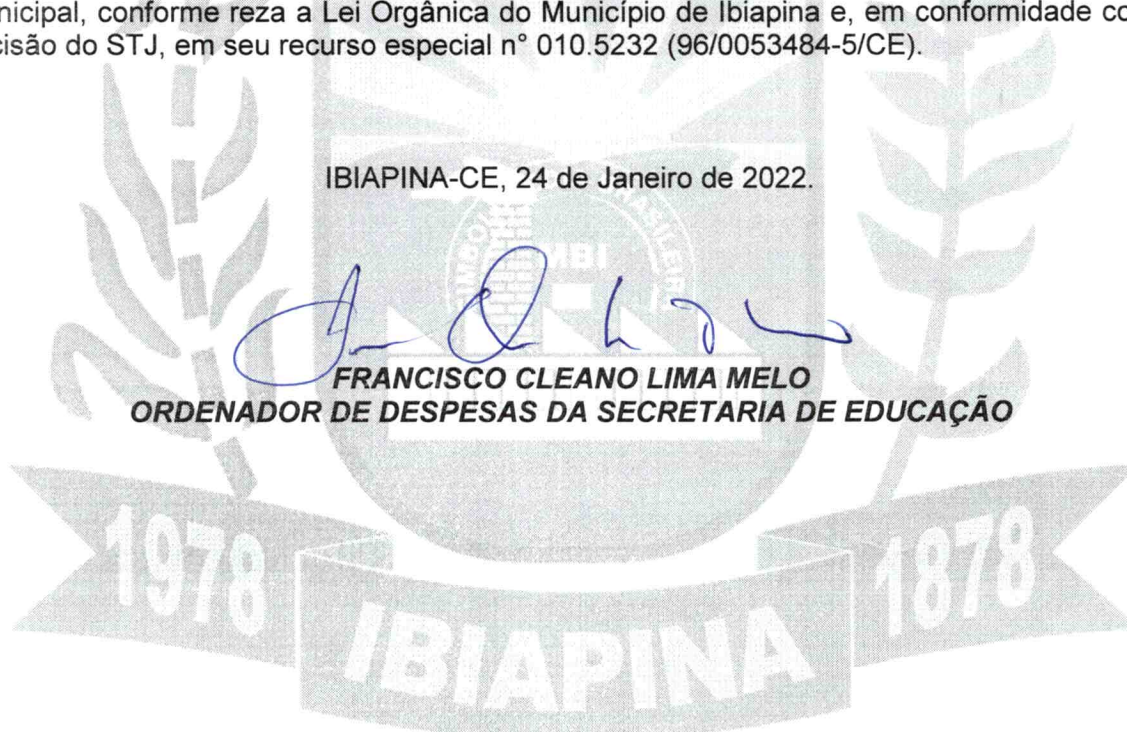 nicipal, conforme reza a Lei Orgânica do Município de Ibiapina e, em conformidade co
cisão do STJ, em seu recurso especial n° 010.5232 (96/0053484-5/CE).
IBIAPINA-CE, 24 de Janeiro de 2022.
MBI
FRANCISCO CLEANO LIMA MELO
ORDENADOR DE DESPESAS DA SECRETARIA DE EDUCAÇÃO
1978
1878
IBIAPINA